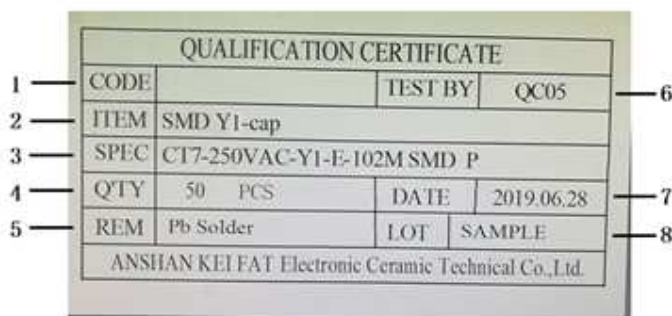 QUALIFICATION CERTIFICATE
1 CODE TEST BY QC05 6
2 ITEM SMD Y1-cap
3 SPEC CT7-250VAC-Y1-E-102M SMD P
4 Q'TY 50 PCS DATE 2019.06.28 7
5 REM Pb Solder LOT SAMPLE 8
ANSHAN KEI FAT Electronic Ceramic Technical Co.,Ltd.